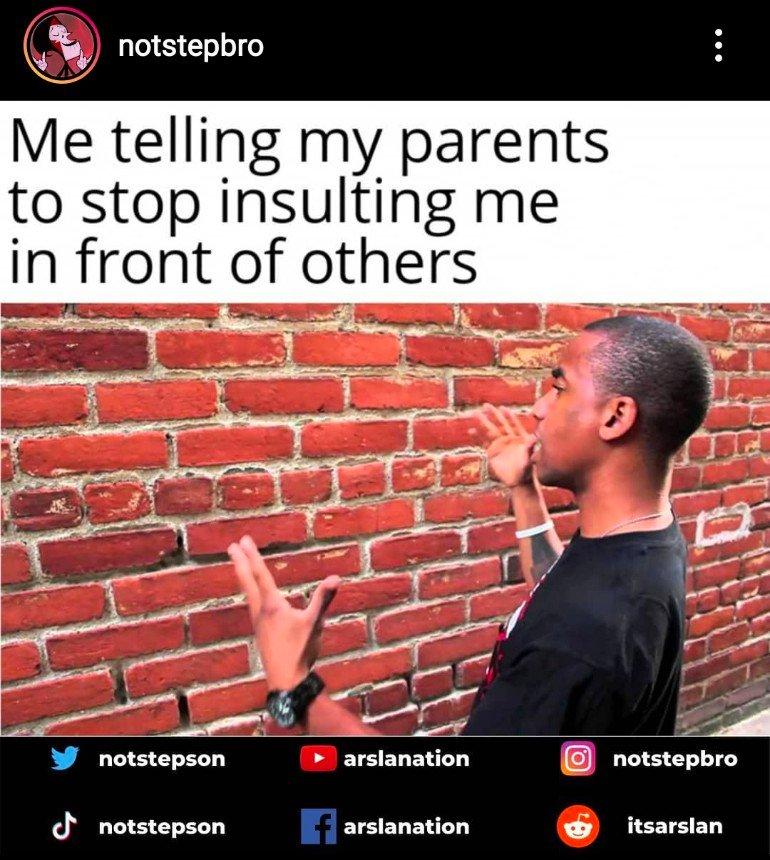 notstepbro
Me telling my parents
to stop insulting me
in front of others
notstepson arslanation notstepbro
notstepson arslanation itsarslan